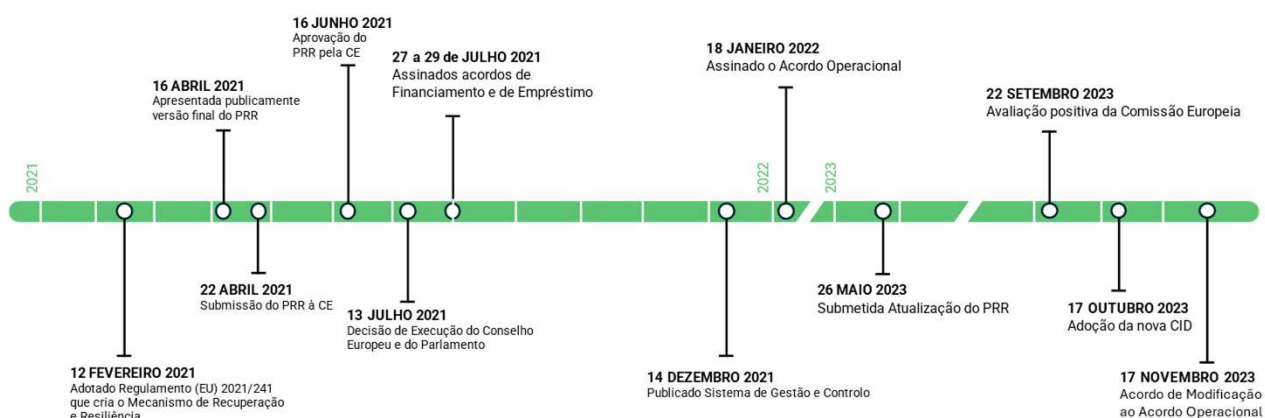 16 JUNHO 2021
Aprovação do
PRR pela CE
27 a 29 de JULHO 2021
Assinados acordos de
Financiamento e de Empréstimo
18 JANEIRO 2022
Assinado o Acordo Operacional
16 ABRIL 2021
Apresentada publicamente
versão final do PRR
22 SETEMBRO 2023
Avaliação positiva da Comissão Europeia
2021
2022
2023
22 ABRIL 2021
Submissão do PRR à CE
13 JULHO 2021
Decisão de Execução do Conselho
Europeu e do Parlamento
26 MAIO 2023
Submetida Atualização do PRR
17 OUTUBRO 2023
Adoção da nova CID
12 FEVEREIRO 2021
Adotado Regulamento (EU) 2021/241
que cria o Mecanismo de Recuperação
e Resiliência
14 DEZEMBRO 2021
Publicado Sistema de Gestão e Controlo
17 NOVEMBRO 2023
Acordo de Modificação
ao Acordo Operacional